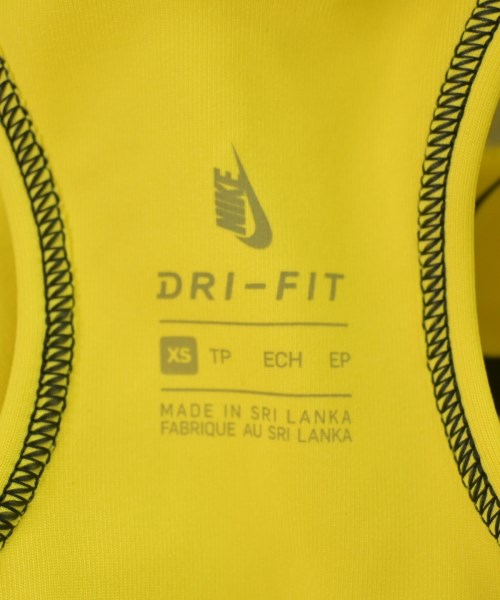 NIKE
DRI-FIT
XS TP ECH EP
MADE IN SRI LANKA
FABRIQUE AU SRI LANKA